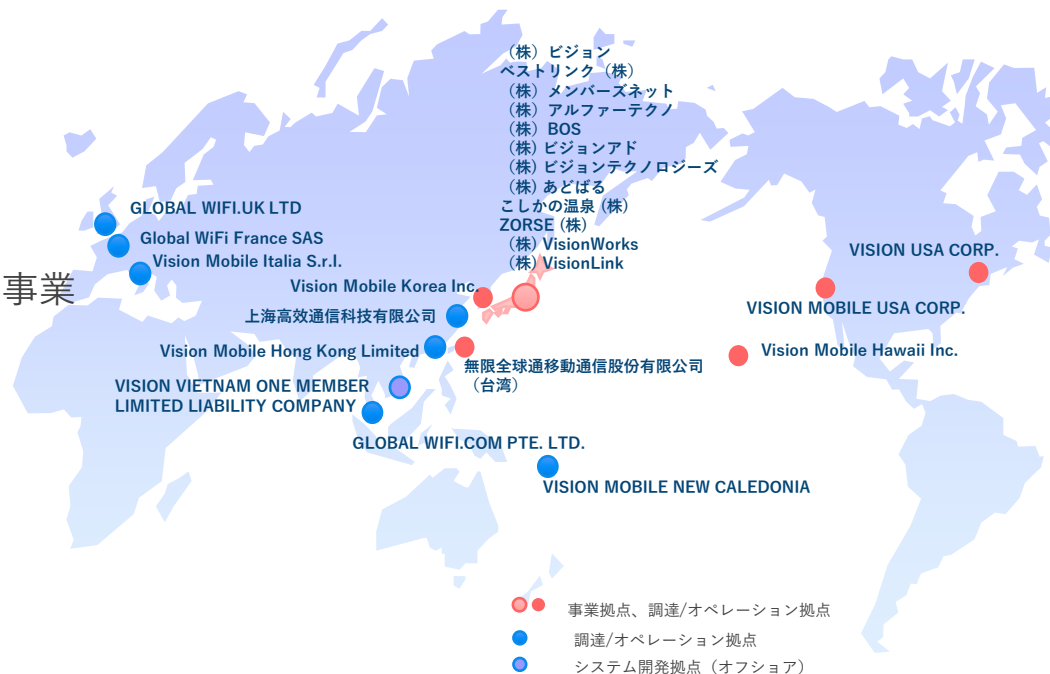 （株）ビジョン
ベストリンク（株）
（株）メンバーズネット
（株）アルファーテクノ
（株）BOS
（株) ビジョンアド
（株) ビジョンテクノロジーズ
（株) あどばる
こしかの温泉 (株）
ZORSE (株）
（株) VisionWorks
（株) VisionLink
GLOBAL WIFI.UK LTD
Global WiFi France SAS
Vision Mobile Italia S.r.l.
事業
Vision Mobile Korea Inc.
上海高效通信科技有限公司
Vision Mobile Hong Kong Limited
無限全球通移動通信股份有限公司
（台湾）
VISION VIETNAM ONE MEMBER
LIMITED LIABILITY COMPANY
GLOBAL WIFI.COM PTE. LTD.
VISION MOBILE NEW CALEDONIA
VISION USA CORP.
VISION MOBILE USA CORP.
Vision Mobile Hawaii Inc.
事業拠点、調達/オペレーション拠点
調達/オペレーション拠点
システム開発拠点（オフショア）